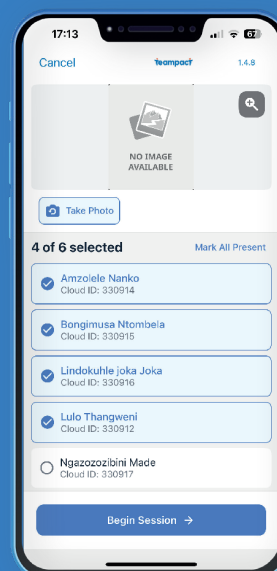 17:13
67
Cancel
teampact
1.4.8
NO IMAGE
AVAILABLE
Take Photo
4 of 6 selected
Mark All Present
Amzolele Nanko
Cloud ID: 330914
Bongimusa Ntombela
Cloud ID: 330915
Lindokuhle joka Joka
Cloud ID: 330916
Lulo Thangweni
Cloud ID: 330912
Ngazozozibini Made
Cloud ID: 330917
Begin Session →